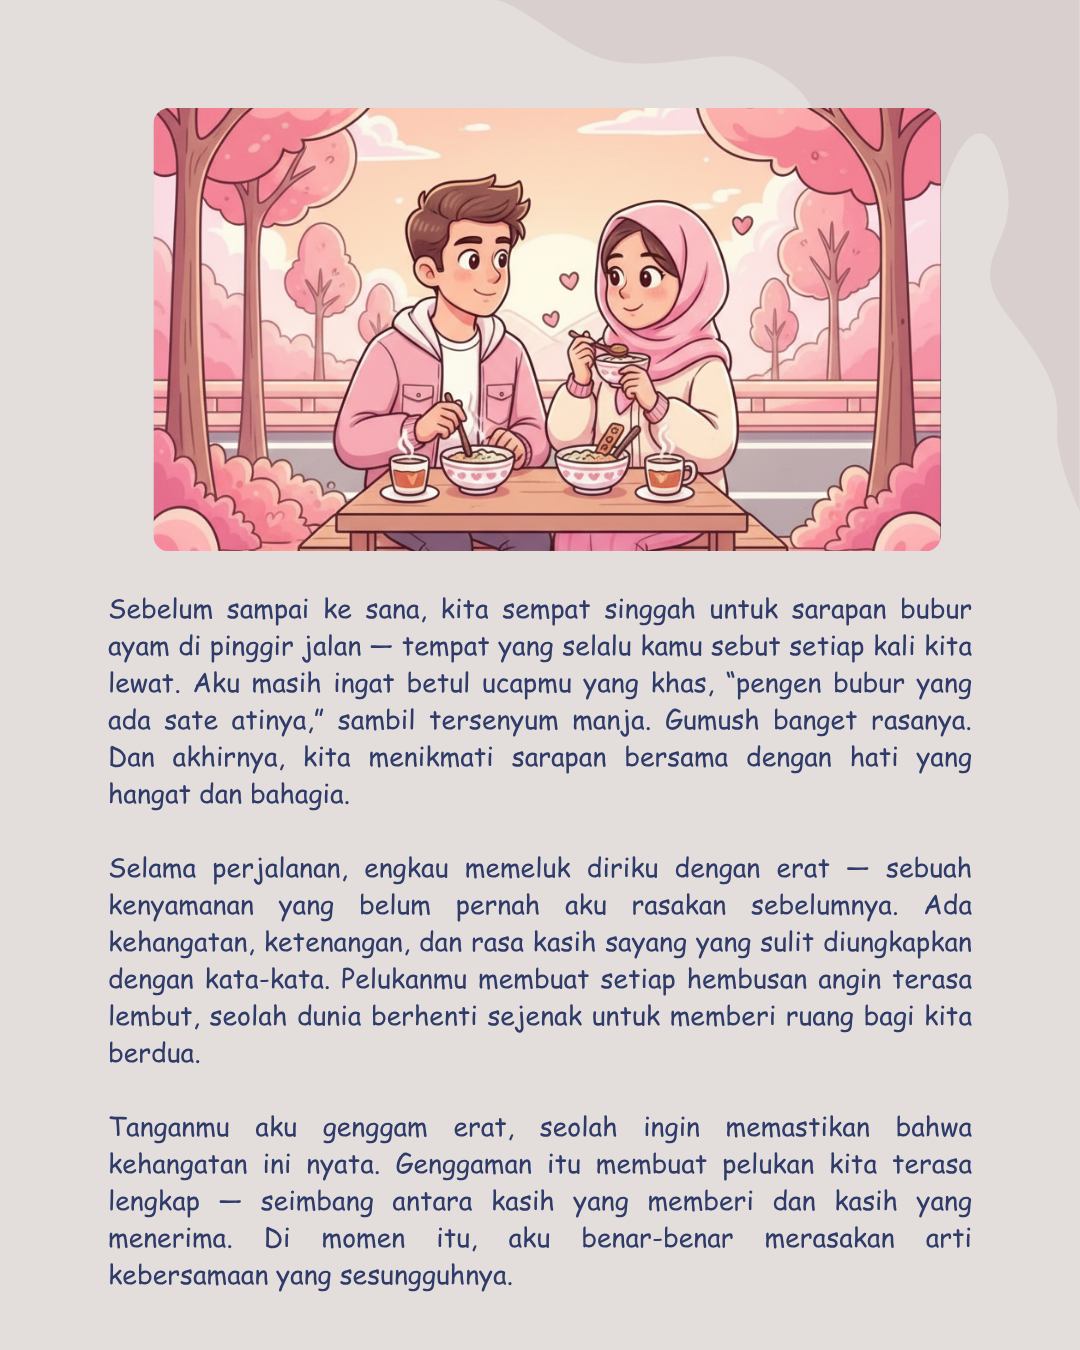 Sebelum sampai ke sana, kita sempat singgah untuk sarapan bubur
ayam di pinggir jalan — tempat yang selalu kamu sebut setiap kali kita
lewat. Aku masih ingat betul ucapmu yang khas, “pengen bubur yang
ada sate atinya,” sambil tersenyum manja. Gumush banget rasanya.
Dan akhirnya, kita menikmati sarapan bersama dengan hati yang
hangat dan bahagia.
Selama perjalanan, engkau memeluk diriku dengan erat — sebuah
kenyamanan yang belum pernah aku rasakan sebelumnya. Ada
kehangatan, ketenangan, dan rasa kasih sayang yang sulit diungkapkan
dengan kata-kata. Pelukanmu membuat setiap hembusan angin terasa
lembut, seolah dunia berhenti sejenak untuk memberi ruang bagi kita
berdua.
Tanganmu aku genggam erat, seolah ingin memastikan bahwa
kehangatan ini nyata. Genggaman itu membuat pelukan kita terasa
lengkap — seimbang antara kasih yang memberi dan kasih yang
menerima. Di momen itu, aku benar-benar merasakan arti
kebersamaan yang sesungguhnya.